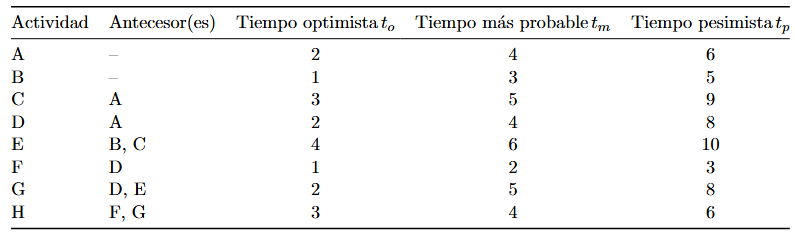 Actividad Antecesor(es) Tiempo optimista t_o Tiempo más probable t_m Tiempo pesimista t_p
A – 2 4 6
B – 1 3 5
C A 3 5 9
D A 2 4 8
E B, C 4 6 10
F D 1 2 3
G D, E 2 5 8
H F, G 3 4 6